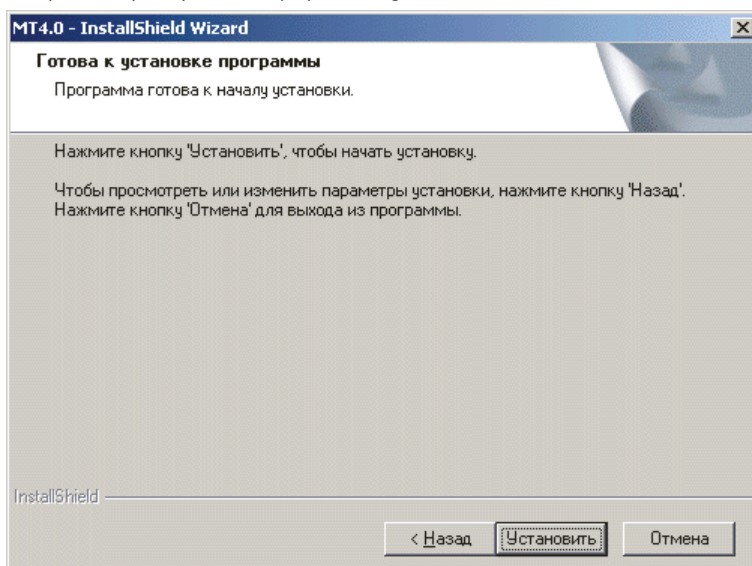 MT4.0 - InstallShield Wizard
Готова к установке программы
Программа готова к началу установки.
Нажмите кнопку 'Установить', чтобы начать установку.
Чтобы просмотреть или изменить параметры установки, нажмите кнопку 'Назад'.
Нажмите кнопку 'Отмена' для выхода из программы.
InstallShield
< Назад Установить Отмена